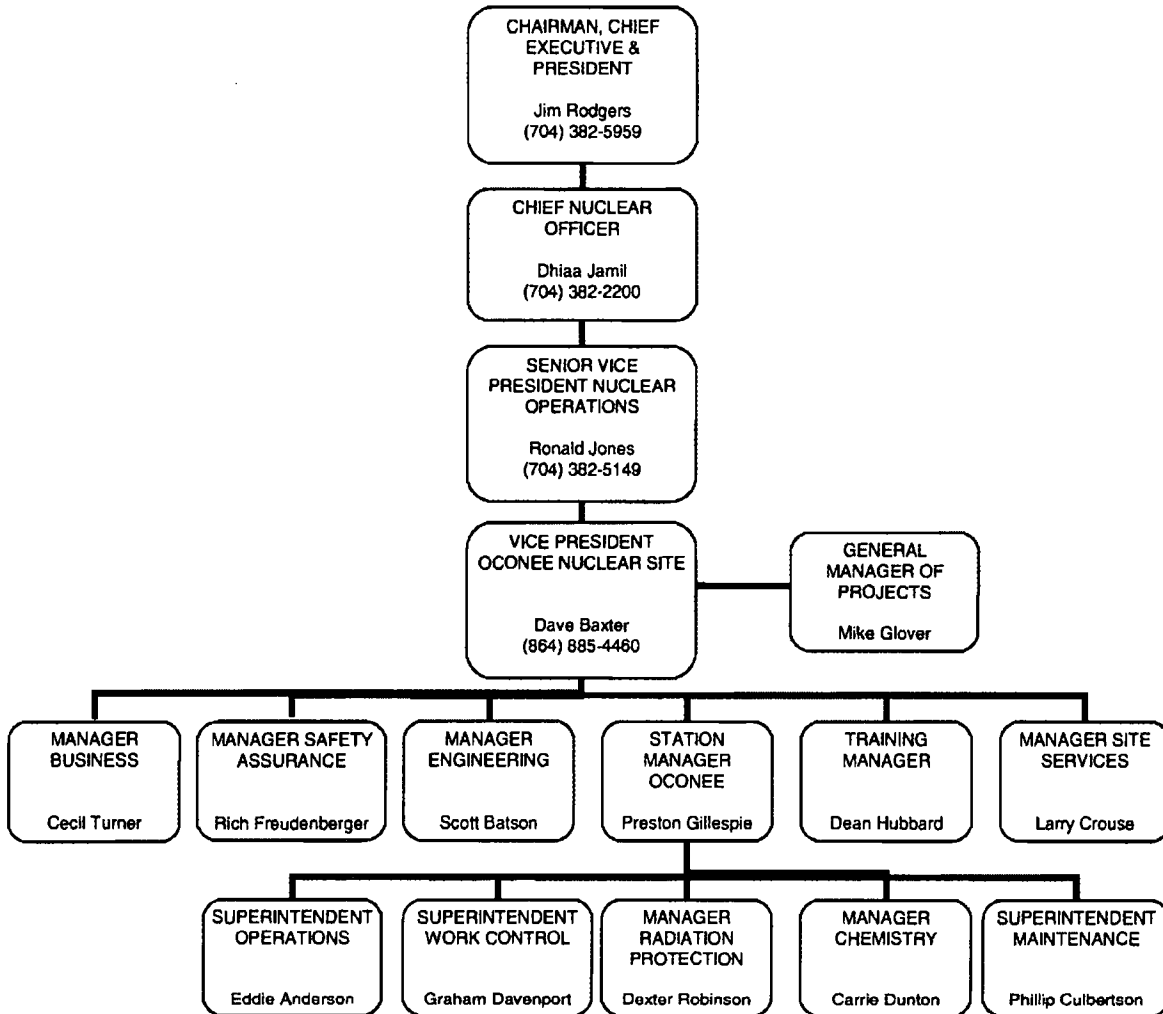 CHAIRMAN, CHIEF
EXECUTIVE &
PRESIDENT
Jim Rodgers
(704) 382-5959
CHIEF NUCLEAR
OFFICER
Dhiaa Jamil
(704) 382-2200
SENIOR VICE
PRESIDENT NUCLEAR
OPERATIONS
Ronald Jones
(704) 382-5149
VICE PRESIDENT
OCONEE NUCLEAR SITE
Dave Baxter
(864) 885-4460
GENERAL
MANAGER OF
PROJECTS
Mike Glover
MANAGER
BUSINESS
Cecil Turner
MANAGER SAFETY
ASSURANCE
Rich Freudenberger
MANAGER
ENGINEERING
Scott Batson
STATION
MANAGER
OCONEE
Preston Gillespie
TRAINING
MANAGER
Dean Hubbard
MANAGER SITE
SERVICES
Larry Crouse
SUPERINTENDENT
OPERATIONS
Eddie Anderson
SUPERINTENDENT
WORK CONTROL
Graham Davenport
MANAGER
RADIATION
PROTECTION
Dexter Robinson
MANAGER
CHEMISTRY
Carrie Dunton
SUPERINTENDENT
MAINTENANCE
Phillip Culbertson